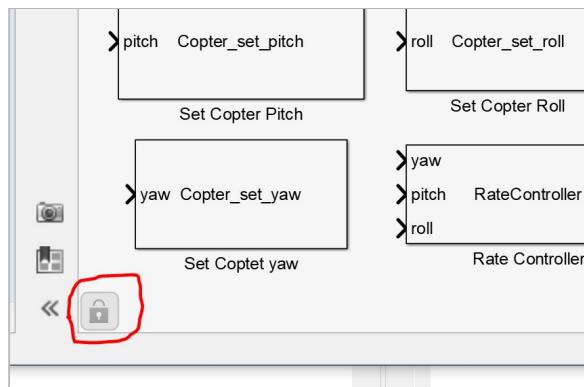 pitch Copter_set_pitch
roll Copter_set_roll
Set Copter Pitch
Set Copter Roll
yaw Copter_set_yaw
yaw
pitch RateController
roll
Set Coptet yaw
Rate Controller